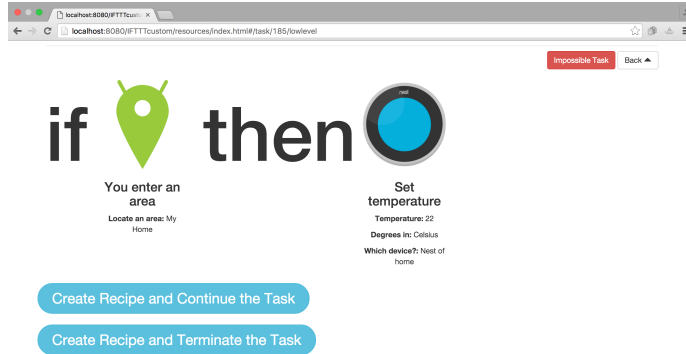 localhost:8080/IFTTTcusto
localhost:8080/IFTTTcustom/resources/index.html#/task/185/lowlevel
Impossible Task Back
if then
nest
You enter an
area
Locate an area: My
Home
Set
temperature
Temperature: 22
Degrees in: Celsius
Which device?: Nest of
home
Create Recipe and Continue the Task
Create Recipe and Terminate the Task